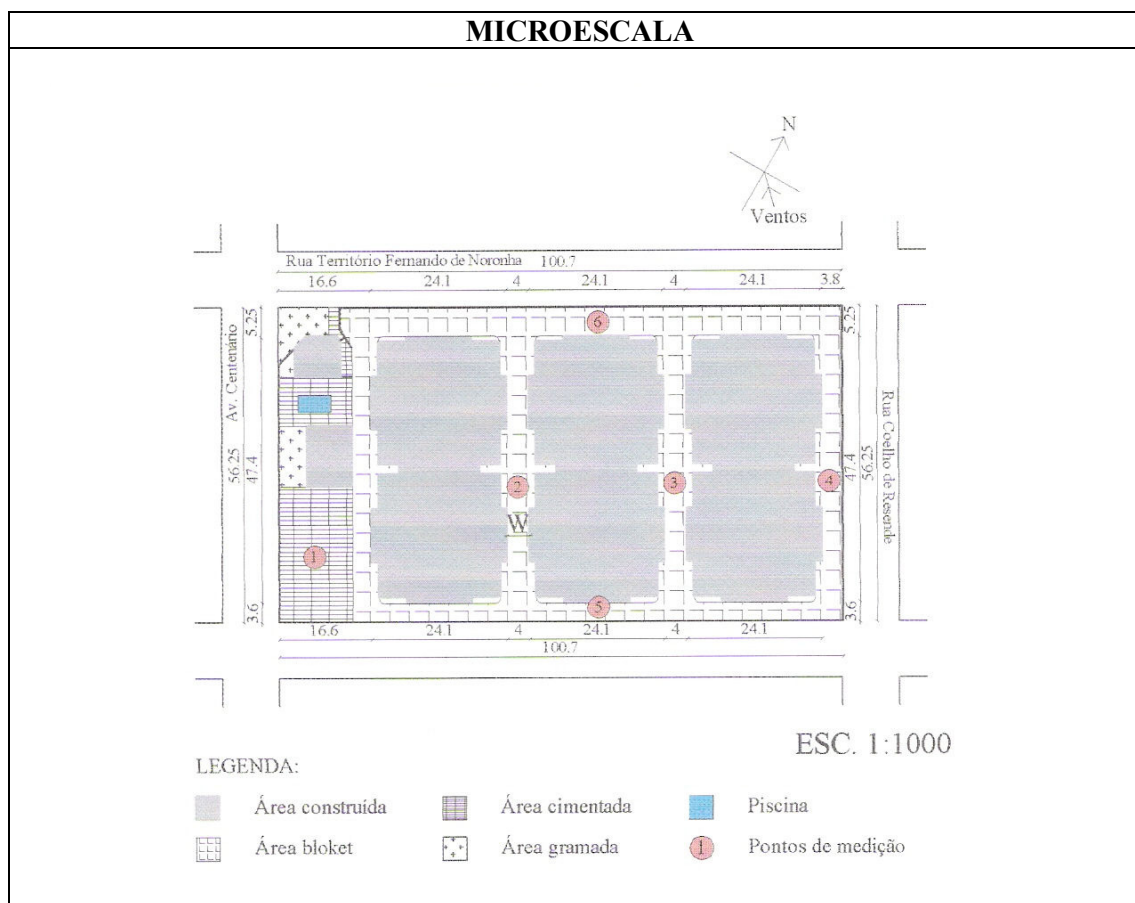 MICROESCALA
N
Ventos
Rua Território Fernando de Noronha 100.7
16.6 24.1 4 24.1 4 24.1 3.8
Av. Centenário
5.25
56.25
47.4
3.6
5.25
47.4
56.25
3.6
Rua Coelho de Resende
6
2
3
4
W
1
5
16.6 24.1 4 24.1 4 24.1
100.7
ESC. 1:1000
LEGENDA:
Área construída Área cimentada Piscina
Área bloket Área gramada 1 Pontos de medição